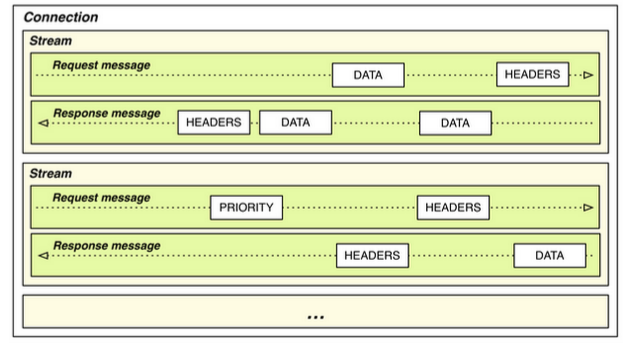 Connection
Stream
Request message
DATA HEADERS
Response message
HEADERS DATA DATA
Stream
Request message
PRIORITY HEADERS
Response message
HEADERS DATA
...